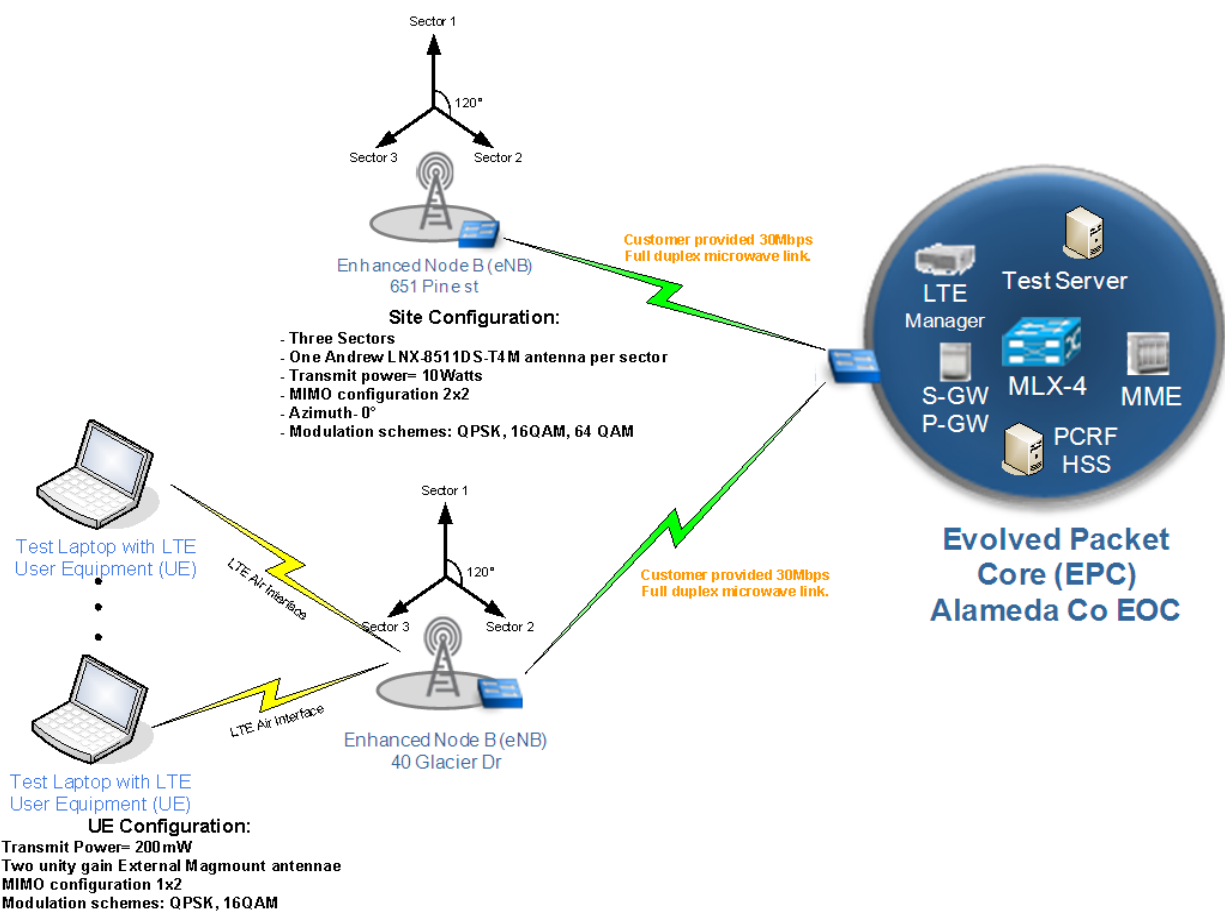 Sector 1
120°
Sector 3
Sector 2
Enhanced Node B (eNB)
651 Pine st
Customer provided 30Mbps
Full duplex microwave link.
Site Configuration:
- Three Sectors
- One Andrew LNX-8511DS-T4M antenna per sector
- Transmit power= 10Watts
- MIMO configuration 2x2
- Azimuth- 0°
- Modulation schemes: QPSK, 16QAM, 64 QAM
Test Server
LTE
Manager
S-GW
P-GW
MLX-4
MME
PCRF
HSS
Evolved Packet
Core (EPC)
Alameda Co EOC
Test Laptop with LTE
User Equipment (UE)
LTE Air Interface
Sector 1
120°
Sector 3
Sector 2
Customer provided 30Mbps
Full duplex microwave link.
LTE Air Interface
Enhanced Node B (eNB)
40 Glacier Dr
Test Laptop with LTE
User Equipment (UE)
UE Configuration:
Transmit Power= 200mW
Two unity gain External Magmount antennae
MIMO configuration 1x2
Modulation schemes: QPSK, 16QAM